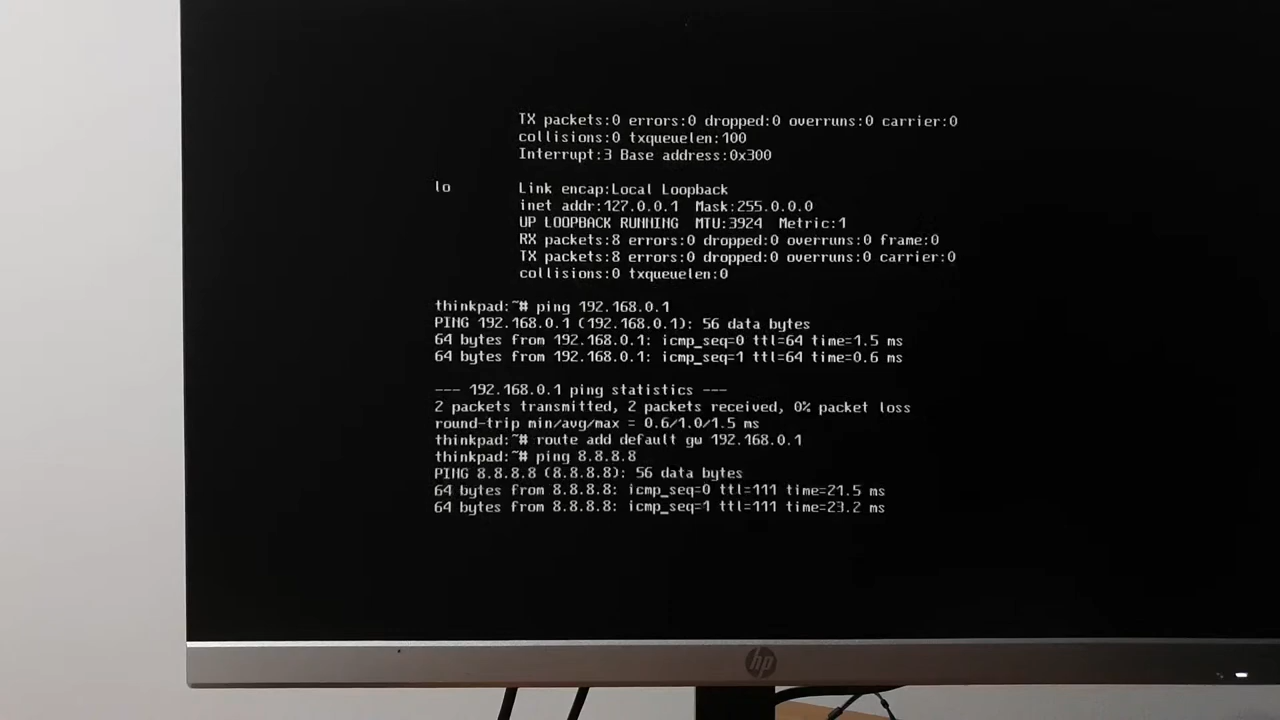 TX packets:0 errors:0 dropped:0 overruns:0 carrier:0
collisions:0 txqueuelen:100
Interrupt:3 Base address:0x300
lo Link encap:Local Loopback
inet addr:127.0.0.1 Mask:255.0.0.0
UP LOOPBACK RUNNING MTU:3924 Metric:1
RX packets:8 errors:0 dropped:0 overruns:0 frame:0
TX packets:8 errors:0 dropped:0 overruns:0 carrier:0
collisions:0 txqueuelen:0
thinkpad:~# ping 192.168.0.1
PING 192.168.0.1 (192.168.0.1): 56 data bytes
64 bytes from 192.168.0.1: icmp_seq=0 ttl=64 time=1.5 ms
64 bytes from 192.168.0.1: icmp_seq=1 ttl=64 time=0.6 ms
--- 192.168.0.1 ping statistics ---
2 packets transmitted, 2 packets received, 0% packet loss
round-trip min/avg/max = 0.6/1.0/1.5 ms
thinkpad:~# route add default gw 192.168.0.1
thinkpad:~# ping 8.8.8.8
PING 8.8.8.8 (8.8.8.8): 56 data bytes
64 bytes from 8.8.8.8: icmp_seq=0 ttl=111 time=21.5 ms
64 bytes from 8.8.8.8: icmp_seq=1 ttl=111 time=23.2 ms
hp